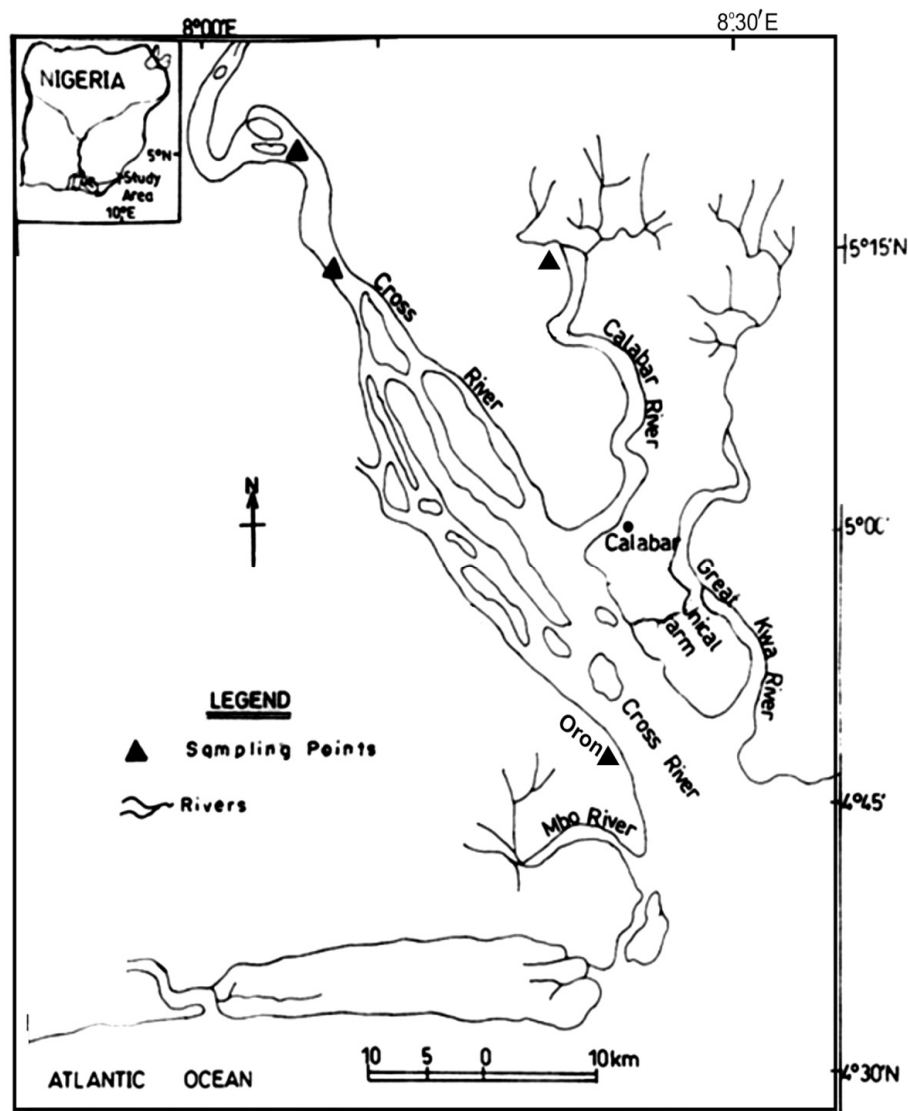 8°00'E
8°30'E
NIGERIA
5°N
Study
Area
10°E
5°15'N
Cross
River
Calabar
River
N
5°00'
Calabar
Great
Kwa River
Unical
farm
LEGEND
Sampling Points
Rivers
Oron
Cross River
4°45'
Mbo River
10 5 0 10km
ATLANTIC OCEAN
4°30'N